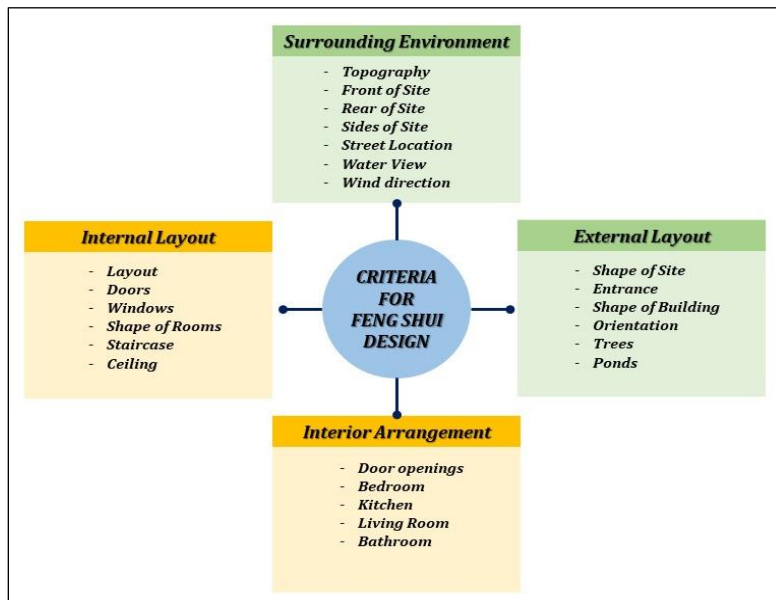 Surrounding Environment
- Topography
- Front of Site
- Rear of Site
- Sides of Site
- Street Location
- Water View
- Wind direction
Internal Layout
- Layout
- Doors
- Windows
- Shape of Rooms
- Staircase
- Ceiling
CRITERIA
FOR
FENG SHUI
DESIGN
External Layout
- Shape of Site
- Entrance
- Shape of Building
- Orientation
- Trees
- Ponds
Interior Arrangement
- Door openings
- Bedroom
- Kitchen
- Living Room
- Bathroom